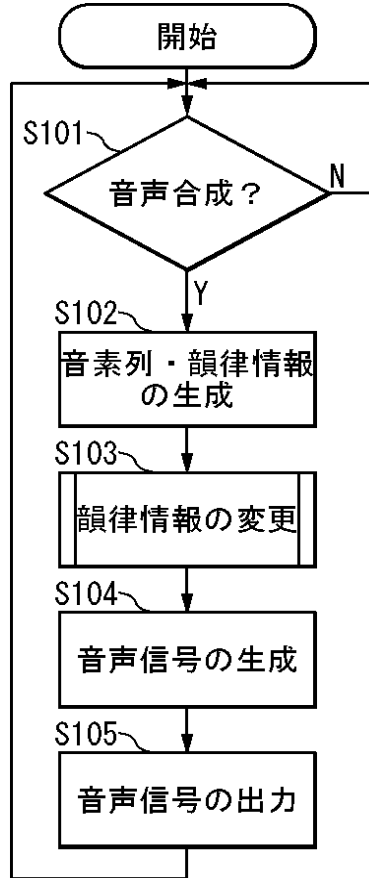 開始
S101
音声合成?
N
Y
S102
音素列・韻律情報
の生成
S103
韻律情報の変更
S104
音声信号の生成
S105
音声信号の出力